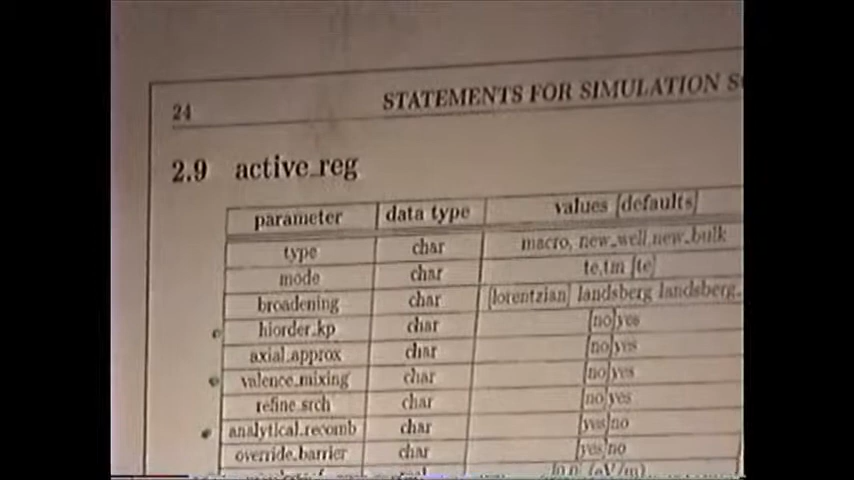 24 STATEMENTS FOR SIMULATION
2.9 active_reg
parameter data type values [defaults]
type char macro, new_well,new_bulk
mode char te,tm [te]
broadening char [lorentzian] landsberg landsberg_
hiorder_kp char [no]yes
axial_approx char [no]yes
valence_mixing char [no]yes
refine_srch char [no]yes
analytical_recomb char [yes]no
override_barrier char [yes]no